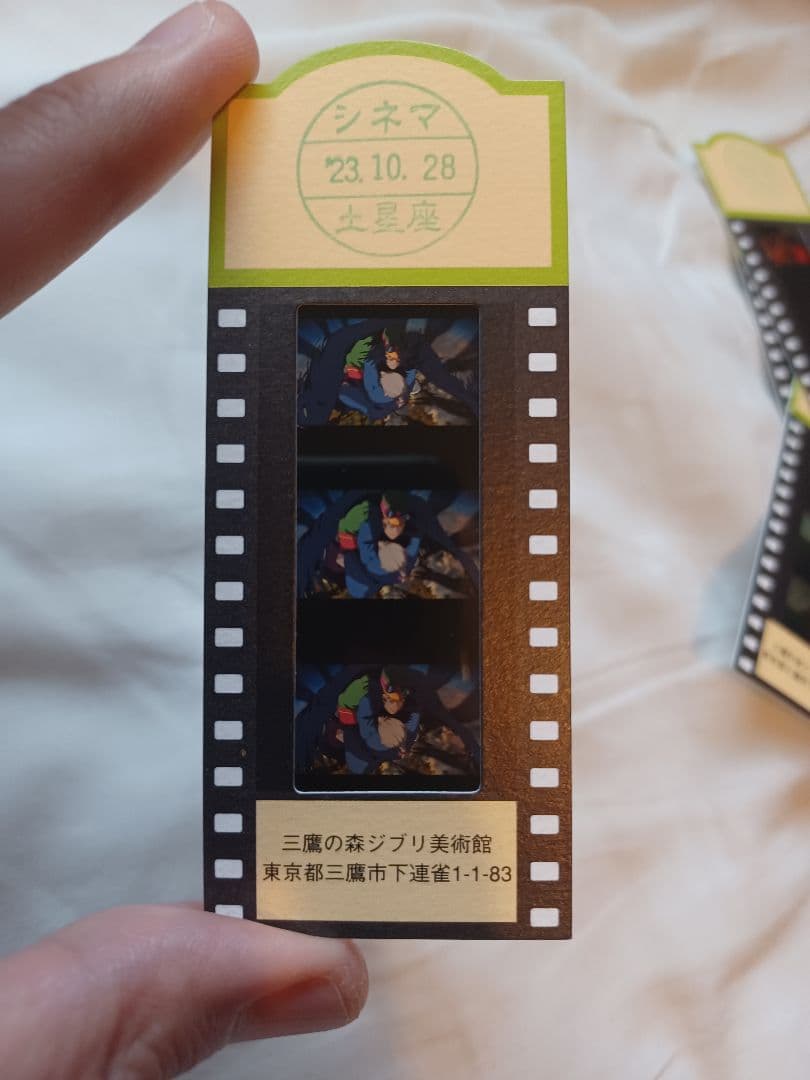 シネマ
'23.10.28
土星座
三鷹の森ジブリ美術館
東京都三鷹市下連雀1-1-83